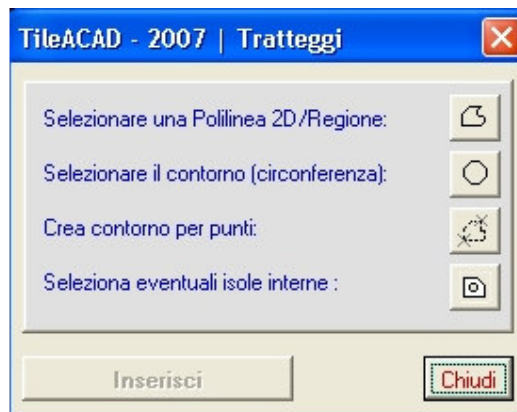 TileACAD - 2007 | Tratteggi
Selezionare una Polilinea 2D/Regione:
Selezionare il contorno (circonferenza):
Crea contorno per punti:
Seleziona eventuali isole interne :
Inserisci
Chiudi